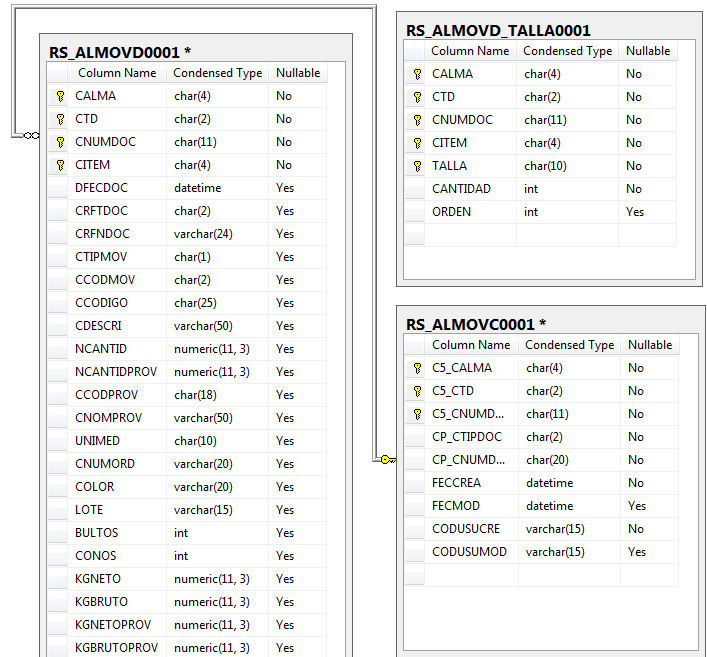 RS_ALMOVD0001 *
Column Name Condensed Type Nullable
CALMA char(4) No
CTD char(2) No
CNUMDOC char(11) No
CITEM char(4) No
DFECDOC datetime Yes
CRFTDOC char(2) Yes
CRFNDOC varchar(24) Yes
CTIPMOV char(1) Yes
CCODMOV char(2) Yes
CCODIGO char(25) Yes
CDESCRI varchar(50) Yes
NCANTID numeric(11, 3) Yes
NCANTIDPROV numeric(11, 3) Yes
CCODPROV char(18) Yes
CNOMPROV varchar(50) Yes
UNIMED char(10) Yes
CNUMORD varchar(20) Yes
COLOR varchar(20) Yes
LOTE varchar(15) Yes
BULTOS int Yes
CONOS int Yes
KGNETO numeric(11, 3) Yes
KGBRUTO numeric(11, 3) Yes
KGNETOPROV numeric(11, 3) Yes
KGBRUTOPROV numeric(11, 3) Yes
RS_ALMOVD_TALLA0001
Column Name Condensed Type Nullable
CALMA char(4) No
CTD char(2) No
CNUMDOC char(11) No
CITEM char(4) No
TALLA char(10) No
CANTIDAD int No
ORDEN int Yes
RS_ALMOVC0001 *
Column Name Condensed Type Nullable
C5_CALMA char(4) No
C5_CTD char(2) No
C5_CNUMD... char(11) No
CP_CTIPDOC char(2) No
CP_CNUMD... char(20) No
FECCREA datetime No
FECMOD datetime Yes
CODUSUCRE varchar(15) No
CODUSUMOD varchar(15) Yes